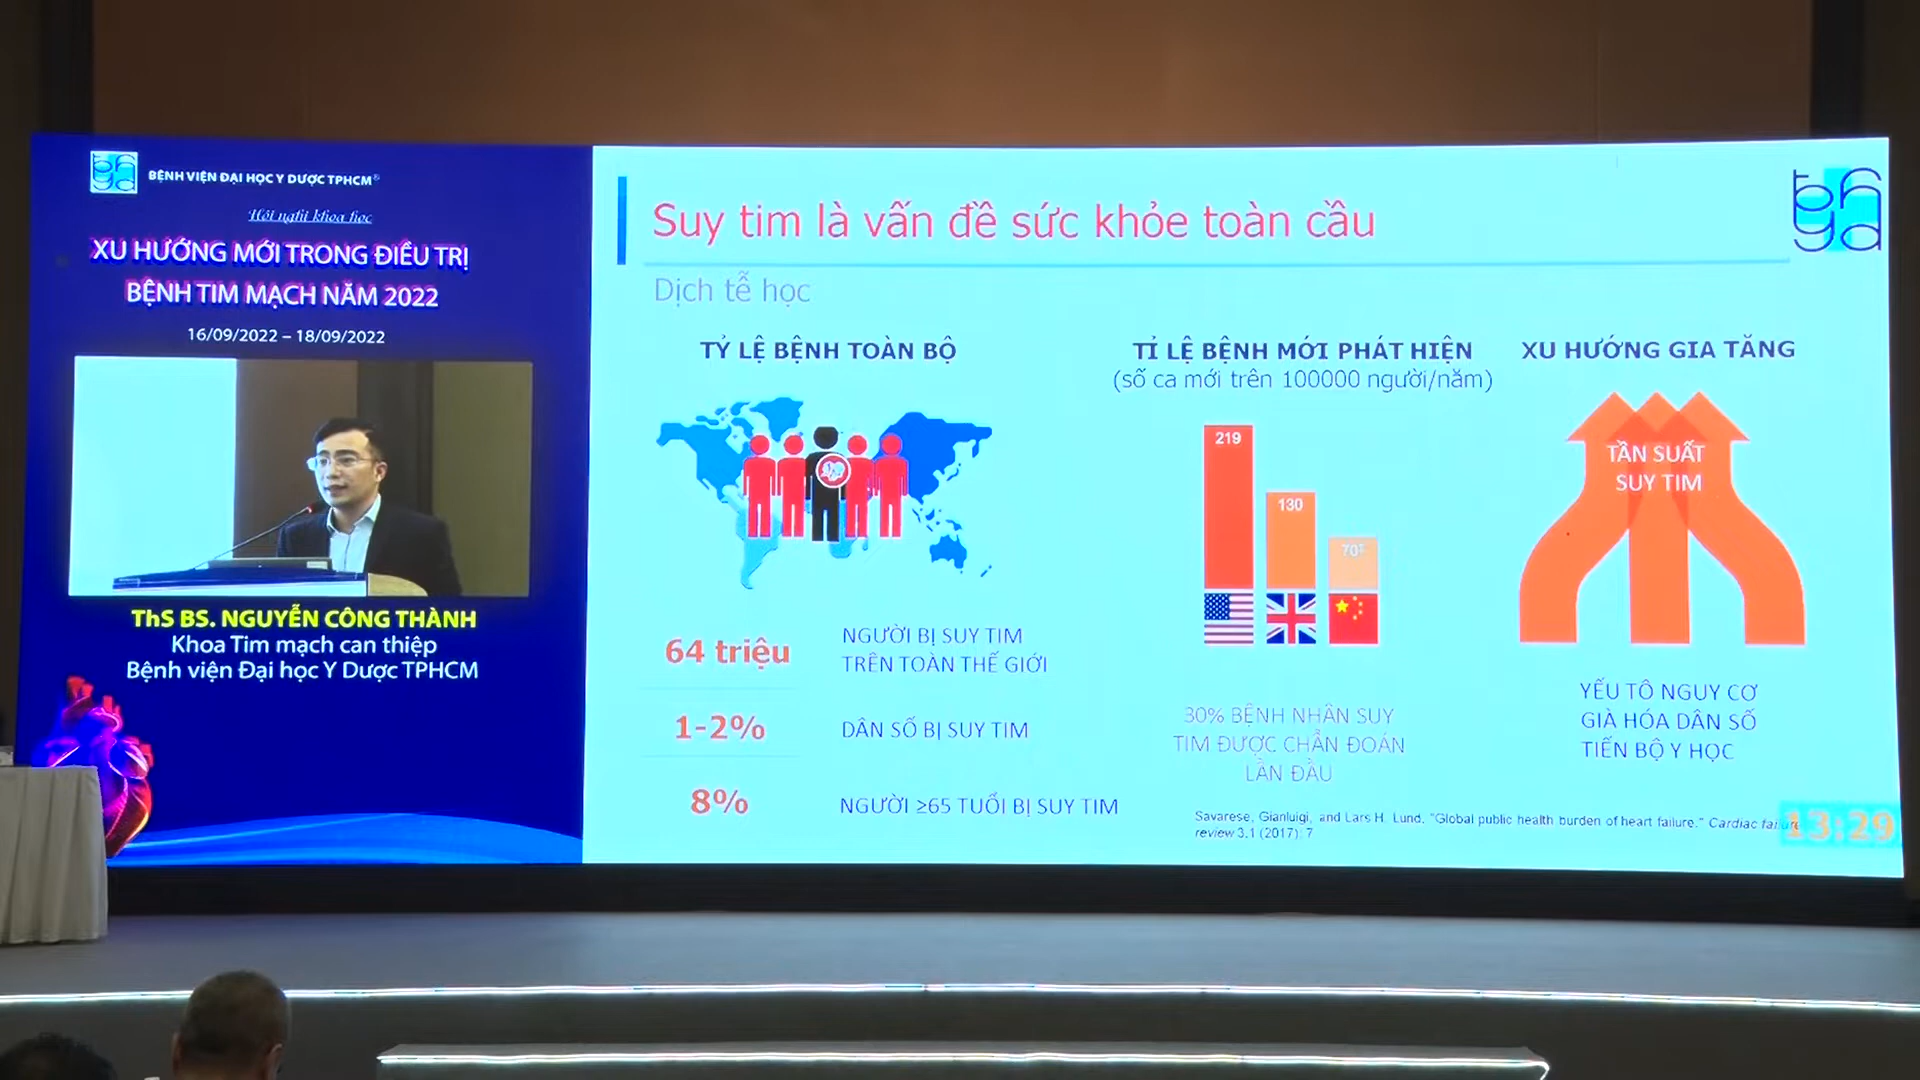 BỆNH VIỆN ĐẠI HỌC Y DƯỢC TPHCM®
Hội nghị khoa học
XU HƯỚNG MỚI TRONG ĐIỀU TRỊ
BỆNH TIM MẠCH NĂM 2022
16/09/2022 – 18/09/2022
ThS BS. NGUYỄN CÔNG THÀNH
Khoa Tim mạch can thiệp
Bệnh viện Đại học Y Dược TPHCM
Suy tim là vấn đề sức khỏe toàn cầu
Dịch tễ học
TỶ LỆ BỆNH TOÀN BỘ
64 triệu
NGƯỜI BỊ SUY TIM
TRÊN TOÀN THẾ GIỚI
1-2%
DÂN SỐ BỊ SUY TIM
8%
NGƯỜI ≥65 TUỔI BỊ SUY TIM
TỈ LỆ BỆNH MỚI PHÁT HIỆN
(số ca mới trên 100000 người/năm)
219
130
30% BỆNH NHÂN SUY
TIM ĐƯỢC CHẨN ĐOÁN
LẦN ĐẦU
XU HƯỚNG GIA TĂNG
TẦN SUẤT
SUY TIM
YẾU TÔ NGUY CƠ
GIÀ HÓA DÂN SỐ
TIẾN BỘ Y HỌC
Savarese, Gianluigi, and Lars H. Lund. "Global public health burden of heart failure." Cardiac failure
review 3.1 (2017): 7
13:29